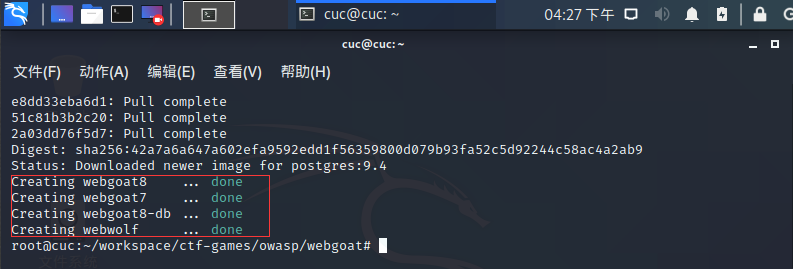 cuc@cuc: ~
04:27 下午
cuc@cuc: ~
文件(F) 动作(A) 编辑(E) 查看(V) 帮助(H)
e8dd33eba6d1: Pull complete
51c81b3b2c20: Pull complete
2a03dd76f5d7: Pull complete
Digest: sha256:42a7a6a647a602efa9592edd1f56359800d079b93fa52c5d92244c58ac4a2ab9
Status: Downloaded newer image for postgres:9.4
Creating webgoat8 ... done
Creating webgoat7 ... done
Creating webgoat8-db ... done
Creating webwolf ... done
root@cuc:~/workspace/ctf-games/owasp/webgoat#